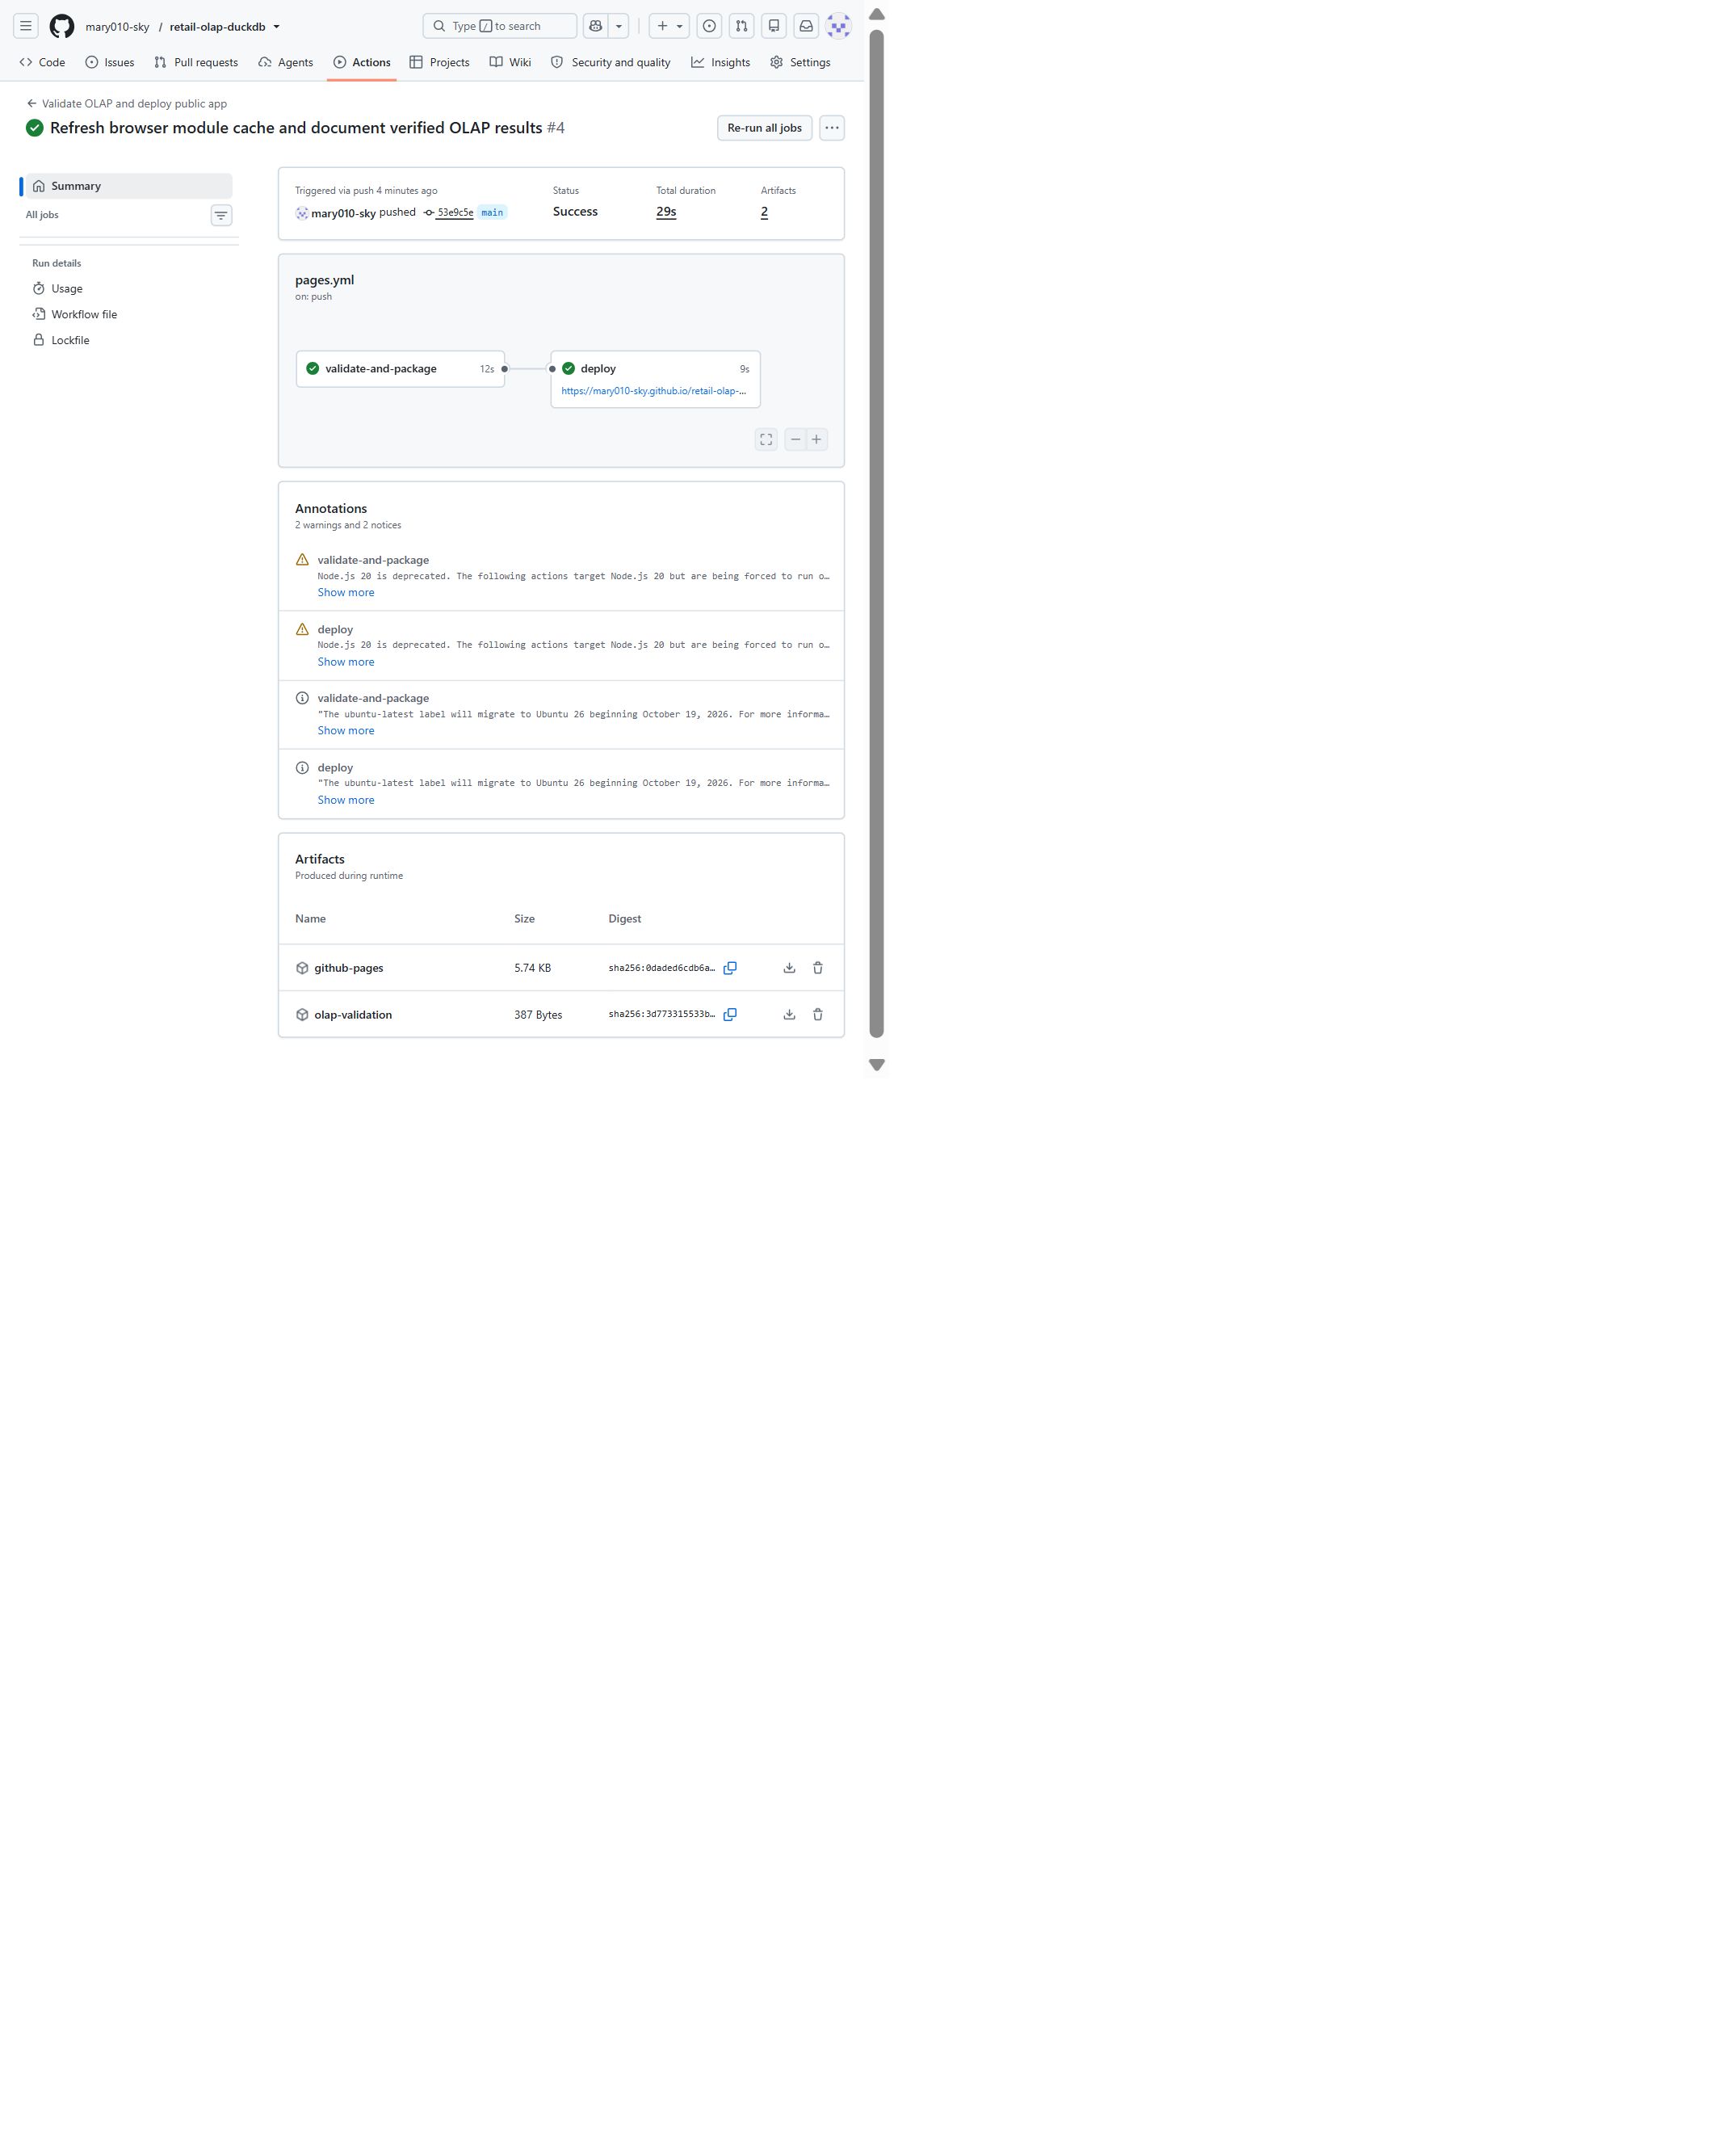 mary010-sky / retail-olap-duckdb
Type / to search
Code Issues Pull requests Agents Actions Projects Wiki Security and quality Insights Settings
Validate OLAP and deploy public app
Refresh browser module cache and document verified OLAP results #4
Re-run all jobs
Summary
All jobs
Run details
Usage
Workflow file
Lockfile
Triggered via push 4 minutes ago
mary010-sky pushed 53e9c5e main
Status
Success
Total duration
29s
Artifacts
2
pages.yml
on: push
validate-and-package 12s
deploy 9s
https://mary010-sky.github.io/retail-olap-...
Annotations
2 warnings and 2 notices
validate-and-package
Node.js 20 is deprecated. The following actions target Node.js 20 but are being forced to run o…
Show more
deploy
Node.js 20 is deprecated. The following actions target Node.js 20 but are being forced to run o…
Show more
validate-and-package
"The ubuntu-latest label will migrate to Ubuntu 26 beginning October 19, 2026. For more informa…
Show more
deploy
"The ubuntu-latest label will migrate to Ubuntu 26 beginning October 19, 2026. For more informa…
Show more
Artifacts
Produced during runtime
Name Size Digest
github-pages 5.74 KB sha256:0daded6cdb6a…
olap-validation 387 Bytes sha256:3d773315533b…